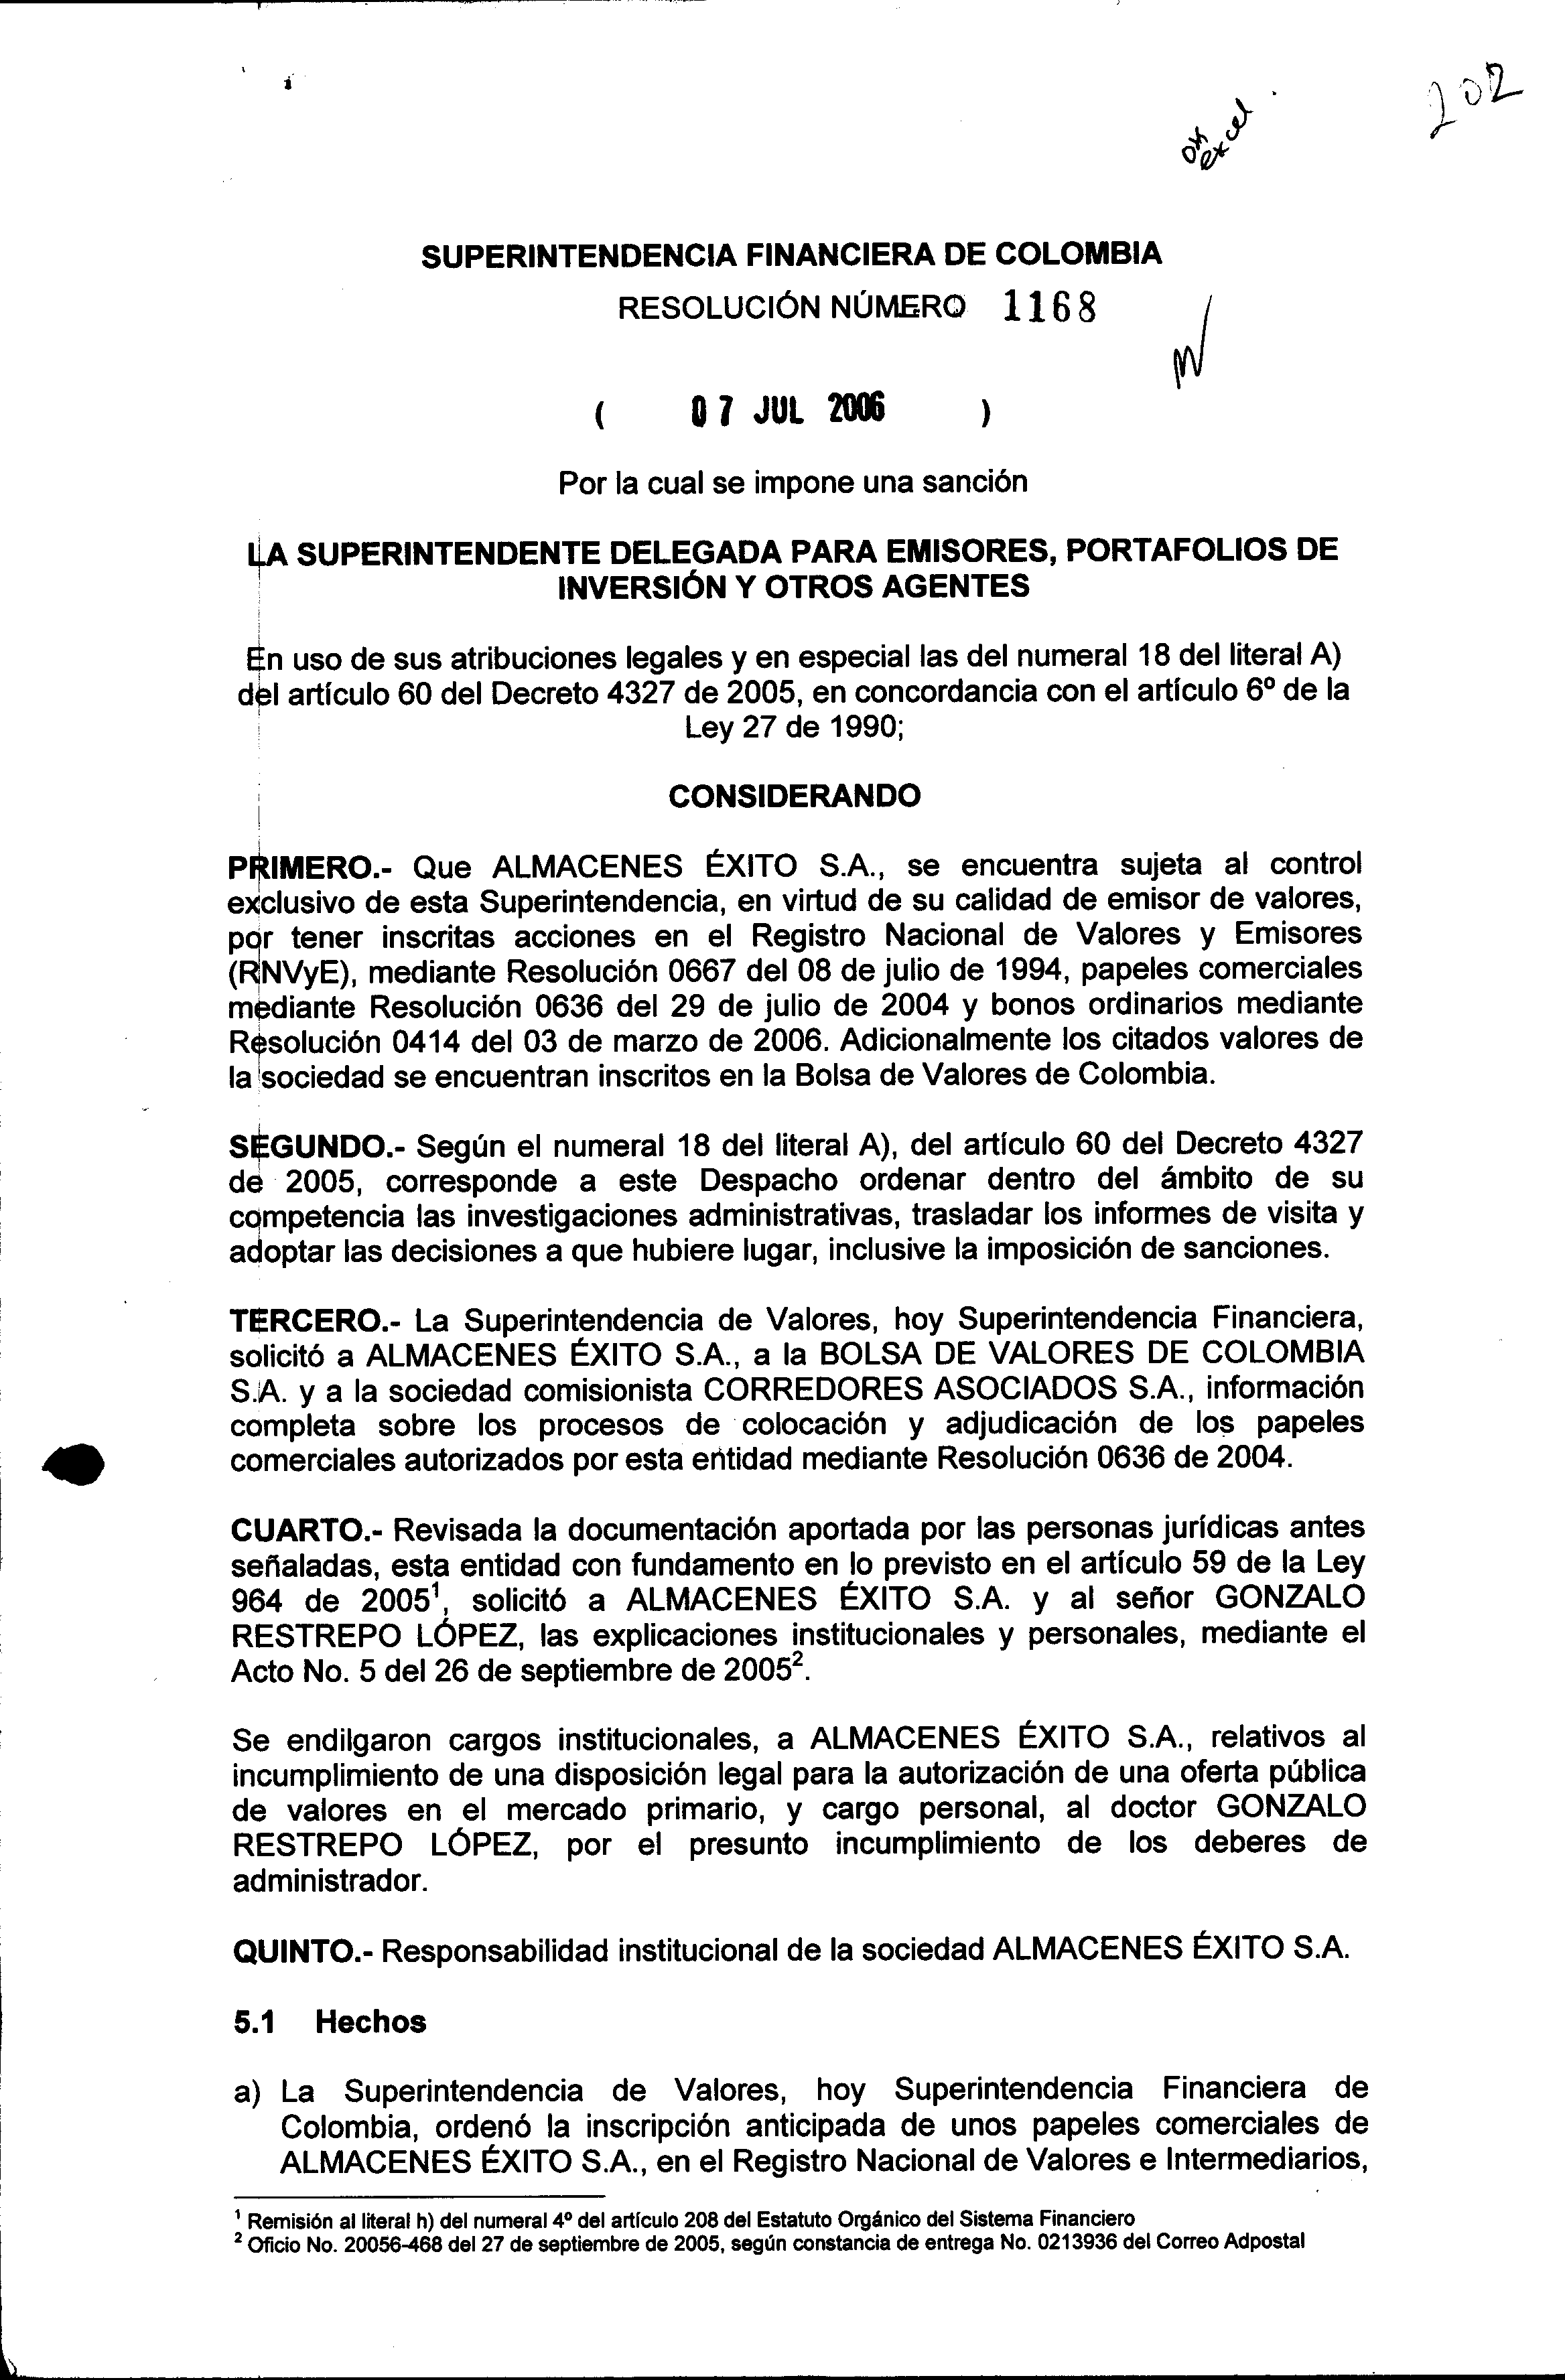 202
ok
excel
SUPERINTENDENCIA FINANCIERA DE COLOMBIA
RESOLUCIÓN NÚMERO 1168
( 07 JUL 2006 )
Por la cual se impone una sanción
LA SUPERINTENDENTE DELEGADA PARA EMISORES, PORTAFOLIOS DE
INVERSIÓN Y OTROS AGENTES
En uso de sus atribuciones legales y en especial las del numeral 18 del literal A)
del artículo 60 del Decreto 4327 de 2005, en concordancia con el artículo 6º de la
Ley 27 de 1990;
CONSIDERANDO
PRIMERO.- Que ALMACENES ÉXITO S.A., se encuentra sujeta al control
exclusivo de esta Superintendencia, en virtud de su calidad de emisor de valores,
por tener inscritas acciones en el Registro Nacional de Valores y Emisores
(RNVyE), mediante Resolución 0667 del 08 de julio de 1994, papeles comerciales
mediante Resolución 0636 del 29 de julio de 2004 y bonos ordinarios mediante
Resolución 0414 del 03 de marzo de 2006. Adicionalmente los citados valores de
la sociedad se encuentran inscritos en la Bolsa de Valores de Colombia.
SEGUNDO.- Según el numeral 18 del literal A), del artículo 60 del Decreto 4327
de 2005, corresponde a este Despacho ordenar dentro del ámbito de su
competencia las investigaciones administrativas, trasladar los informes de visita y
adoptar las decisiones a que hubiere lugar, inclusive la imposición de sanciones.
TERCERO.- La Superintendencia de Valores, hoy Superintendencia Financiera,
solicitó a ALMACENES ÉXITO S.A., a la BOLSA DE VALORES DE COLOMBIA
S.A. y a la sociedad comisionista CORREDORES ASOCIADOS S.A., información
completa sobre los procesos de colocación y adjudicación de los papeles
comerciales autorizados por esta entidad mediante Resolución 0636 de 2004.
CUARTO.- Revisada la documentación aportada por las personas jurídicas antes
señaladas, esta entidad con fundamento en lo previsto en el artículo 59 de la Ley
964 de 2005¹, solicitó a ALMACENES ÉXITO S.A. y al señor GONZALO
RESTREPO LÓPEZ, las explicaciones institucionales y personales, mediante el
Acto No. 5 del 26 de septiembre de 2005².
Se endilgaron cargos institucionales, a ALMACENES ÉXITO S.A., relativos al
incumplimiento de una disposición legal para la autorización de una oferta pública
de valores en el mercado primario, y cargo personal, al doctor GONZALO
RESTREPO LÓPEZ, por el presunto incumplimiento de los deberes de
administrador.
QUINTO.- Responsabilidad institucional de la sociedad ALMACENES ÉXITO S.A.
5.1 Hechos
a) La Superintendencia de Valores, hoy Superintendencia Financiera de
Colombia, ordenó la inscripción anticipada de unos papeles comerciales de
ALMACENES ÉXITO S.A., en el Registro Nacional de Valores e Intermediarios,
¹ Remisión al literal h) del numeral 4º del artículo 208 del Estatuto Orgánico del Sistema Financiero
² Oficio No. 20056-468 del 27 de septiembre de 2005, según constancia de entrega No. 0213936 del Correo Adpostal